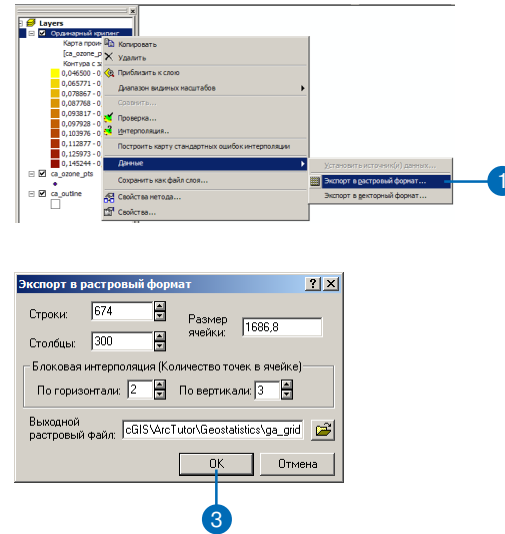 Layers
Ординарный кригинг
Карта прои
[ca_ozone_p
Контура с з
0,046500 - 0
0,065771 - 0
0,078867 - 0
0,087768 - 0
0,093817 - 0
0,097928 - 0
0,103976 - 0
0,112877 - 0
0,125973 - 0
0,145244 - 0
ca_ozone_pts
ca_outline
Копировать
Удалить
Приблизить к слою
Диапазон видимых масштабов
Сравнить...
Проверка...
Интерполяция...
Построить карту стандартных ошибок интерполяции
Данные
Сохранить как файл слоя...
Свойства метода...
Свойства...
Установить источник(и) данных...
Экспорт в растровый формат...
Экспорт в векторный формат...
1
Экспорт в растровый формат
Строки: 674
Столбцы: 300
Размер ячейки: 1686,8
Блоковая интерполяция (Количество точек в ячейке)
По горизонтали: 2 По вертикали: 3
Выходной
растровый файл: cGIS\ArcTutor\Geostatistics\ga_grid
OK Отмена
3